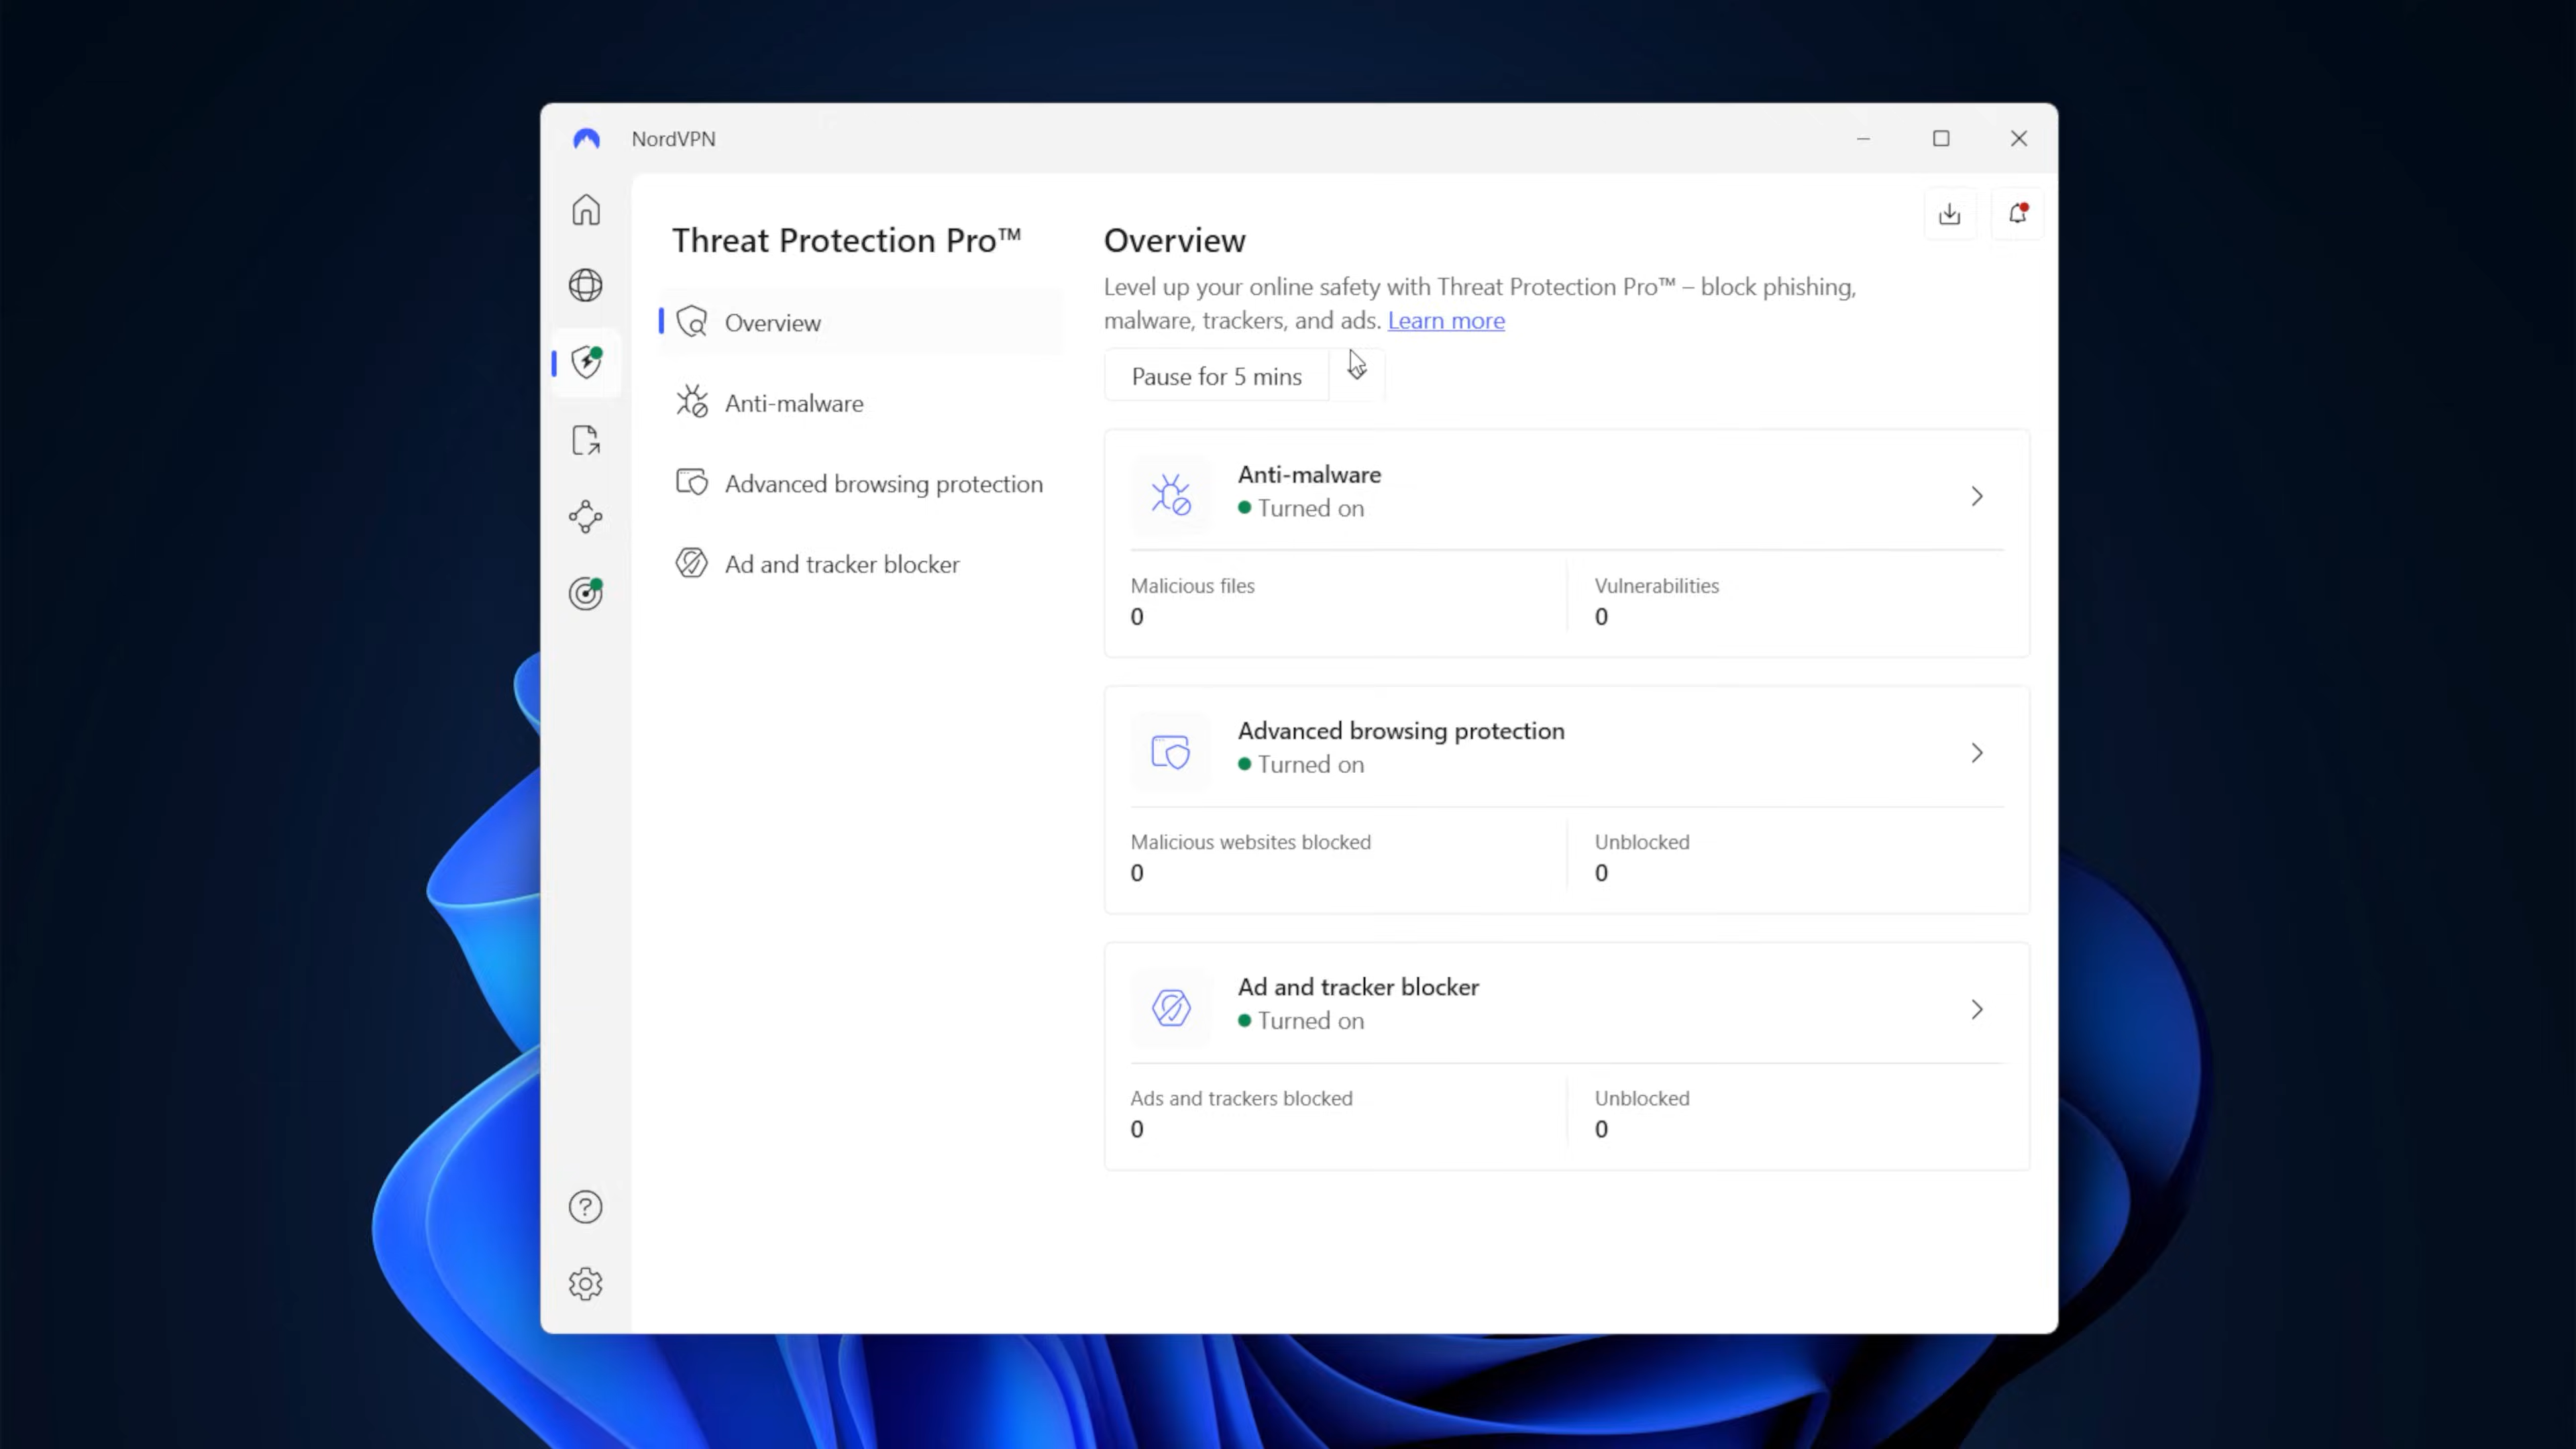 NordVPN
Threat Protection Pro™
Overview
Anti-malware
Advanced browsing protection
Ad and tracker blocker
Overview
Level up your online safety with Threat Protection Pro™ – block phishing,
malware, trackers, and ads. Learn more
Pause for 5 mins
Anti-malware
Turned on
Malicious files
0
Vulnerabilities
0
Advanced browsing protection
Turned on
Malicious websites blocked
0
Unblocked
0
Ad and tracker blocker
Turned on
Ads and trackers blocked
0
Unblocked
0